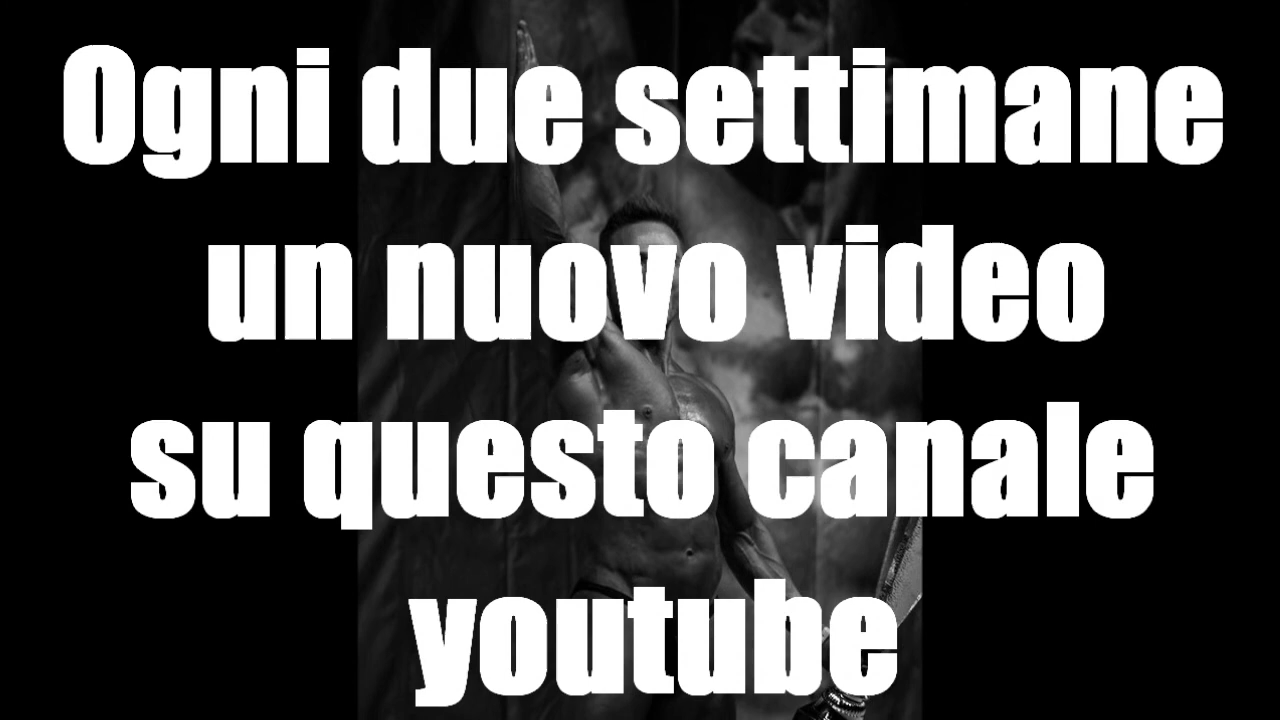 Ogni due settimane
un nuovo video
su questo canale
youtube